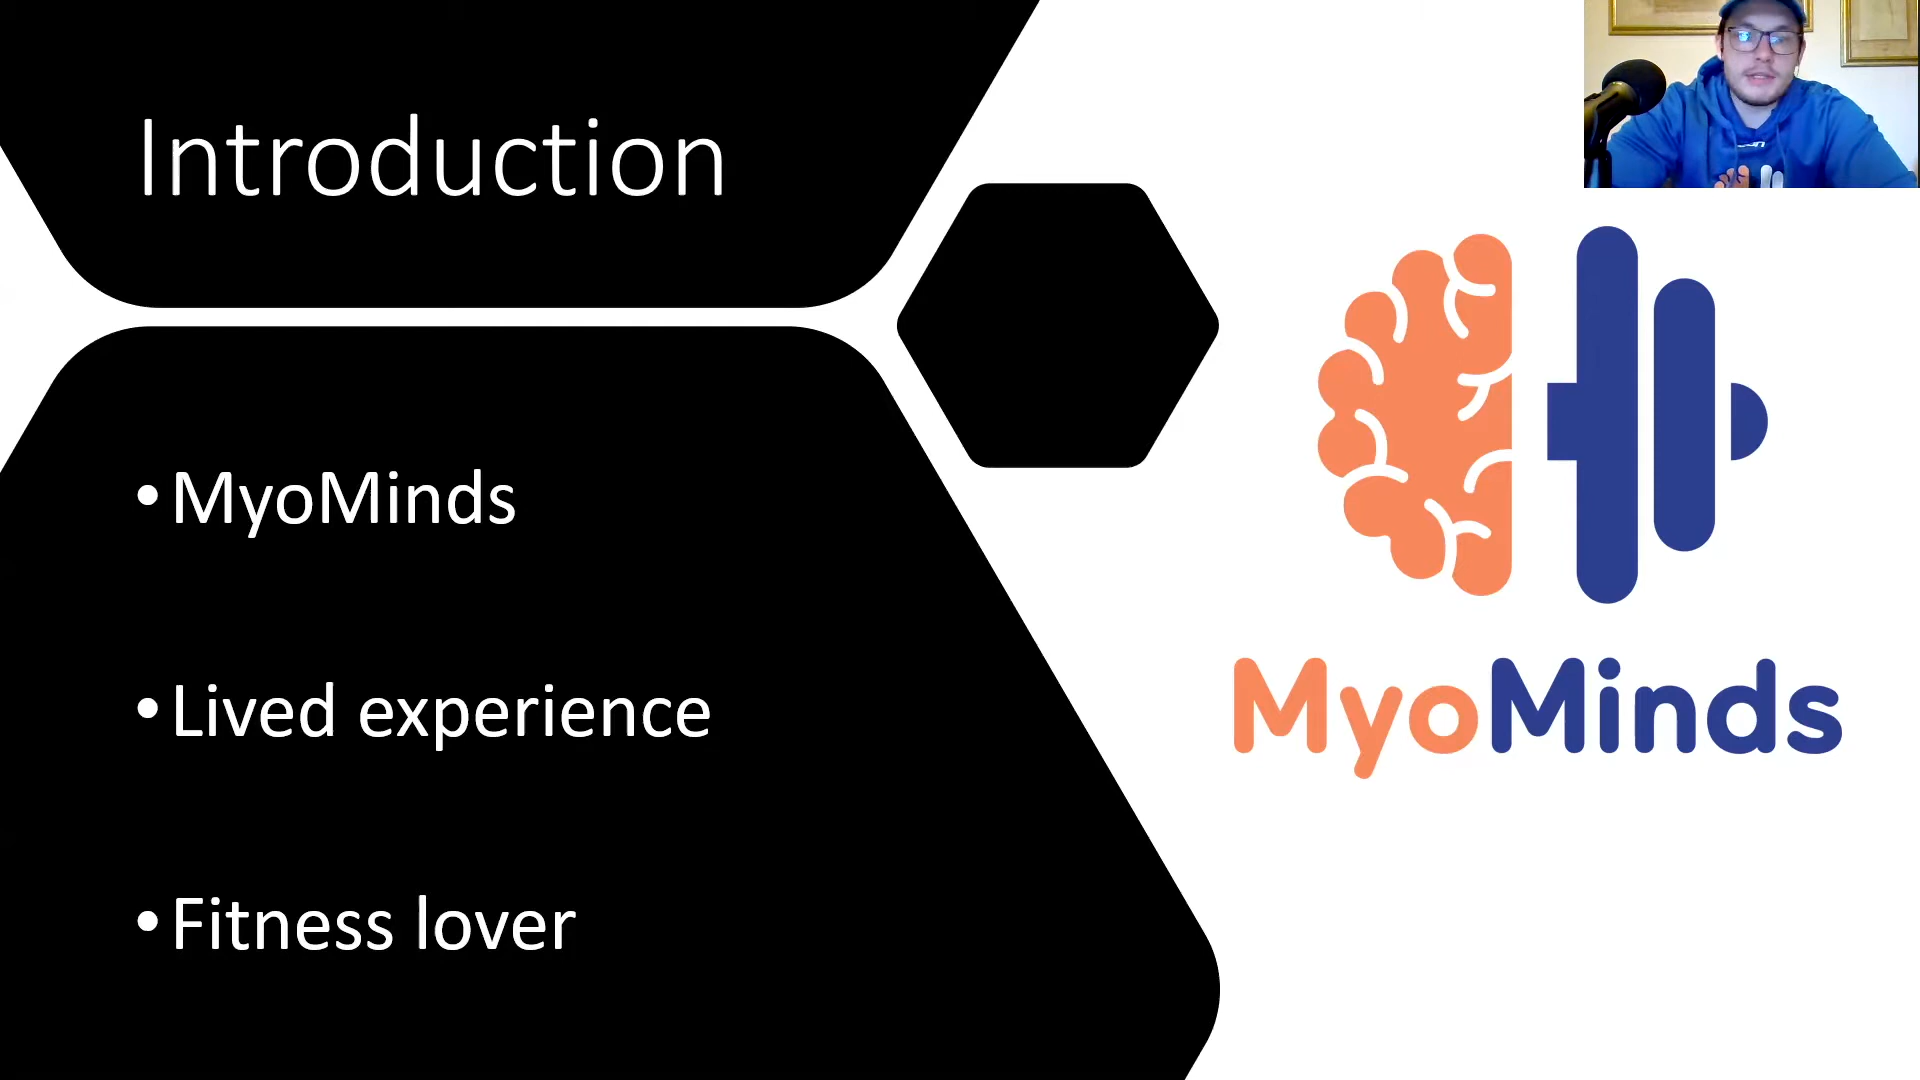 Introduction
• MyoMinds
• Lived experience
• Fitness lover
MyoMinds